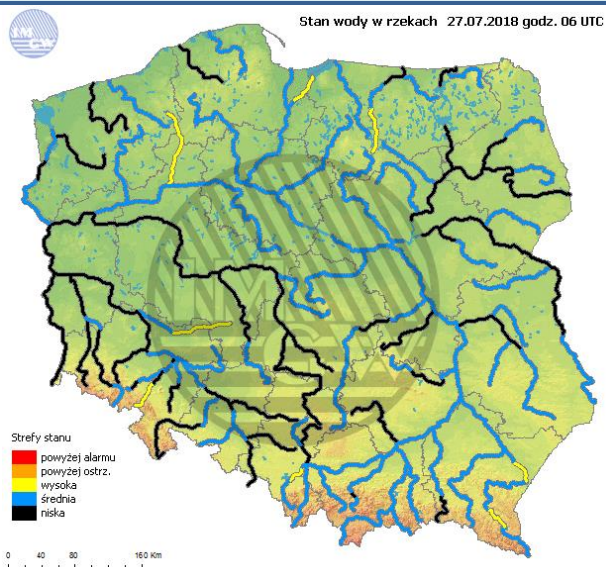 Stan wody w rzekach 27.07.2018 godz. 06 UTC
Strefy stanu
powyżej alarmu
powyżej ostrz.
wysoka
średnia
niska
0 40 80 160 Km